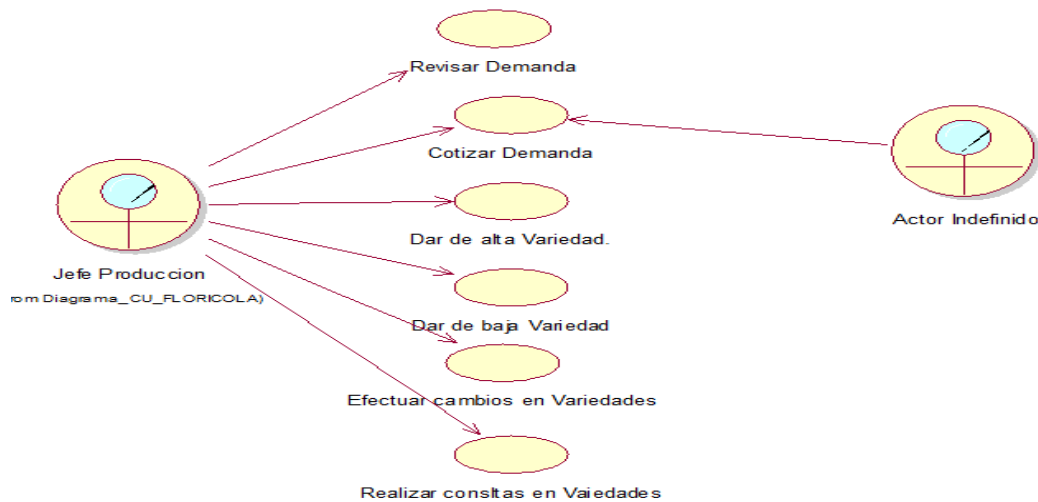 Revisar Demanda
Cotizar Demanda
Dar de alta Variedad.
Actor Indefinido
Jefe Produccion
rom Diagrama_CU_FLORICOLA)
Dar de baja Variedad
Efectuar cambios en Variedades
Realizar consltas en Vaiedades